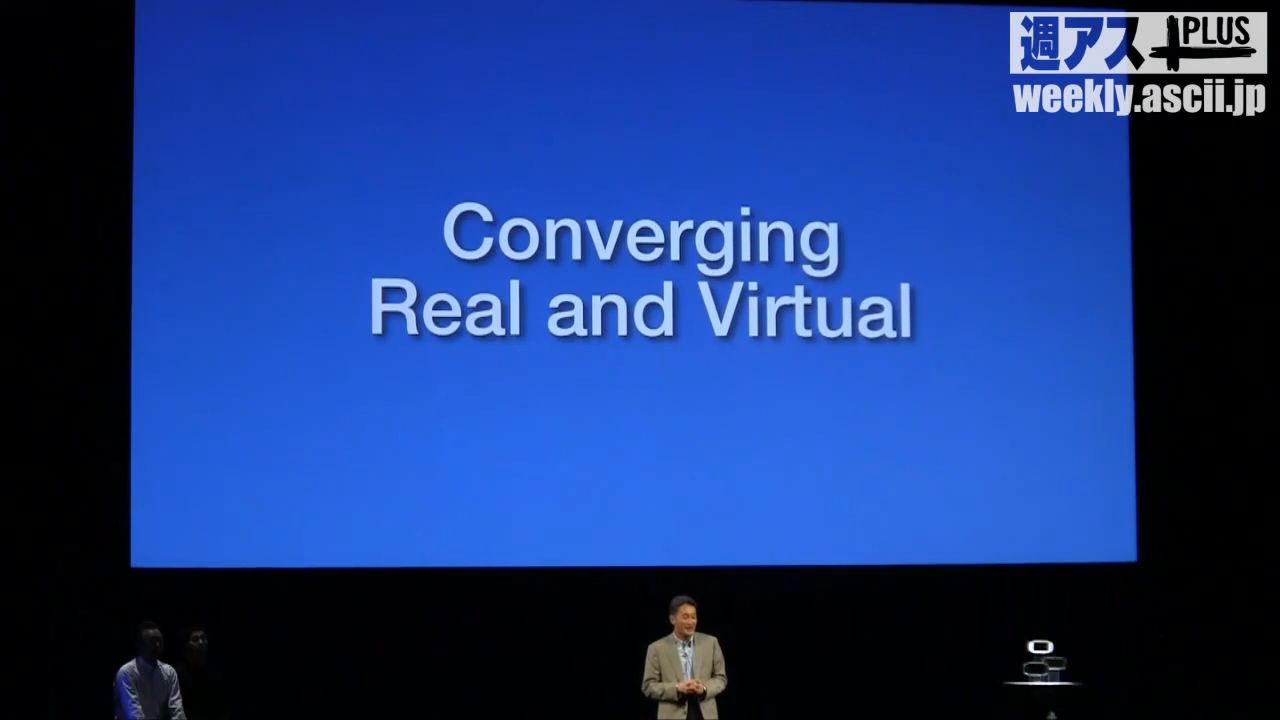 週アス PLUS
weekly.ascii.jp
Converging
Real and Virtual